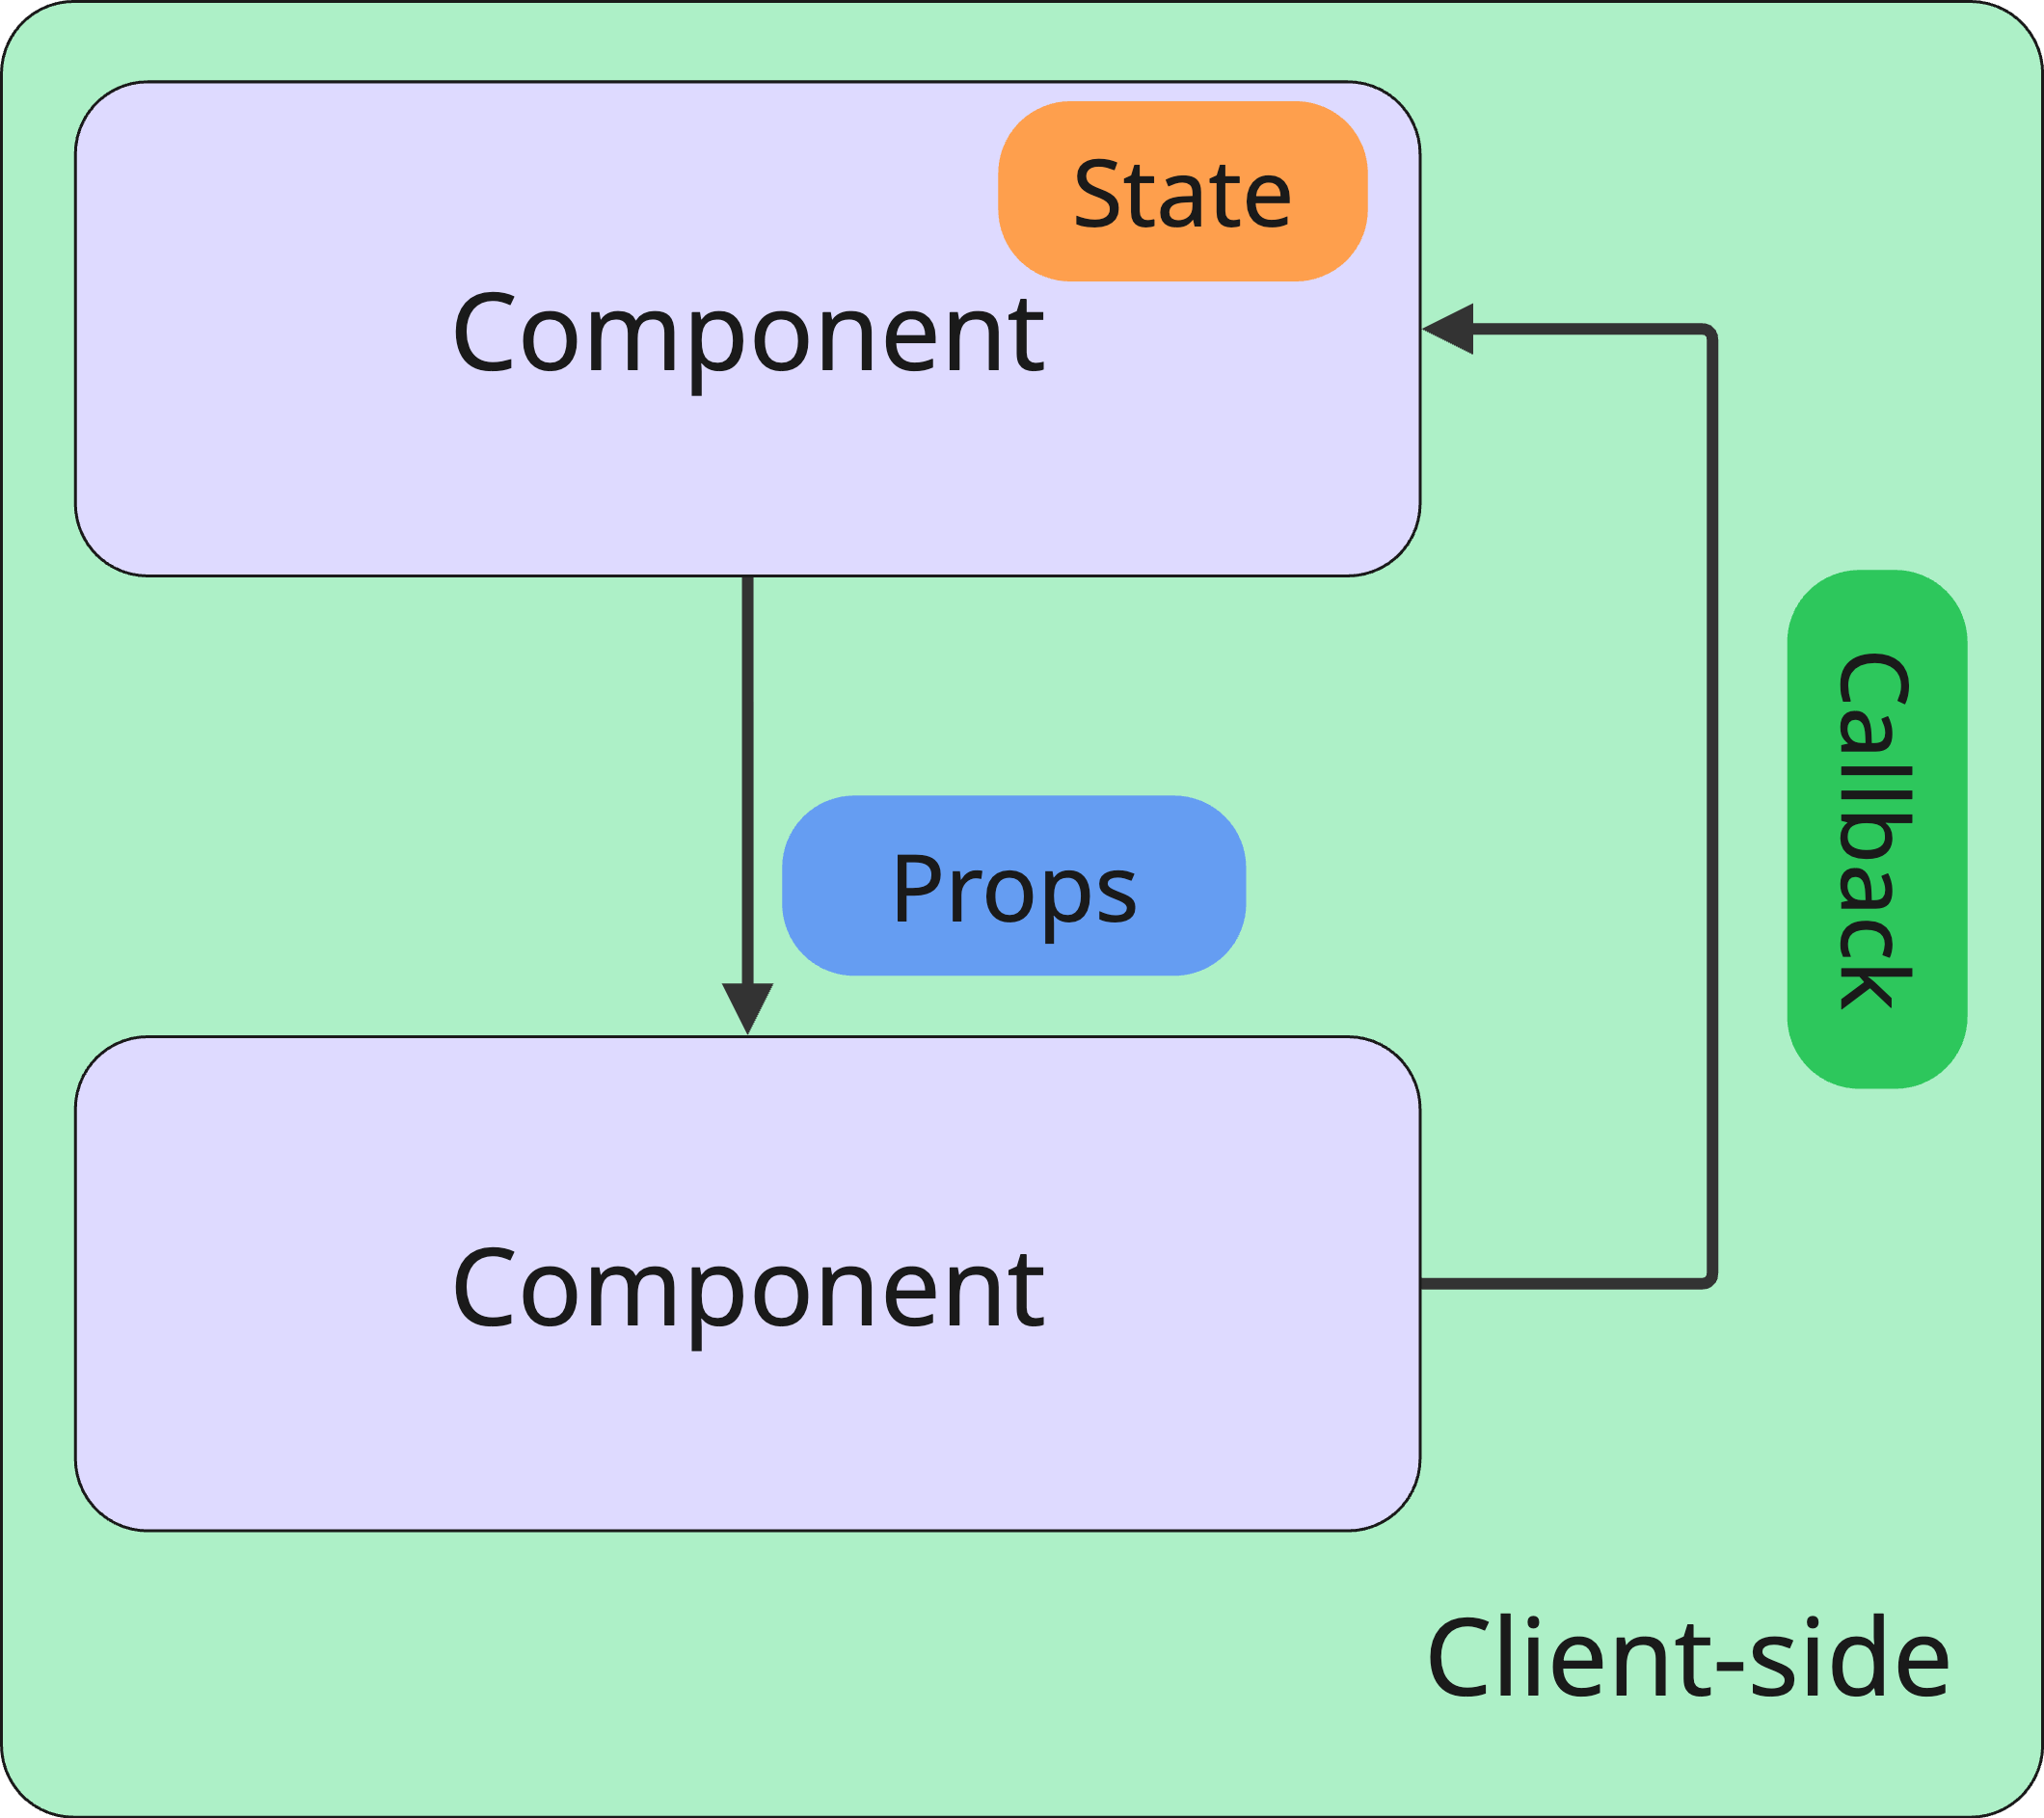 State
Component
Props
Callback
Component
Client-side